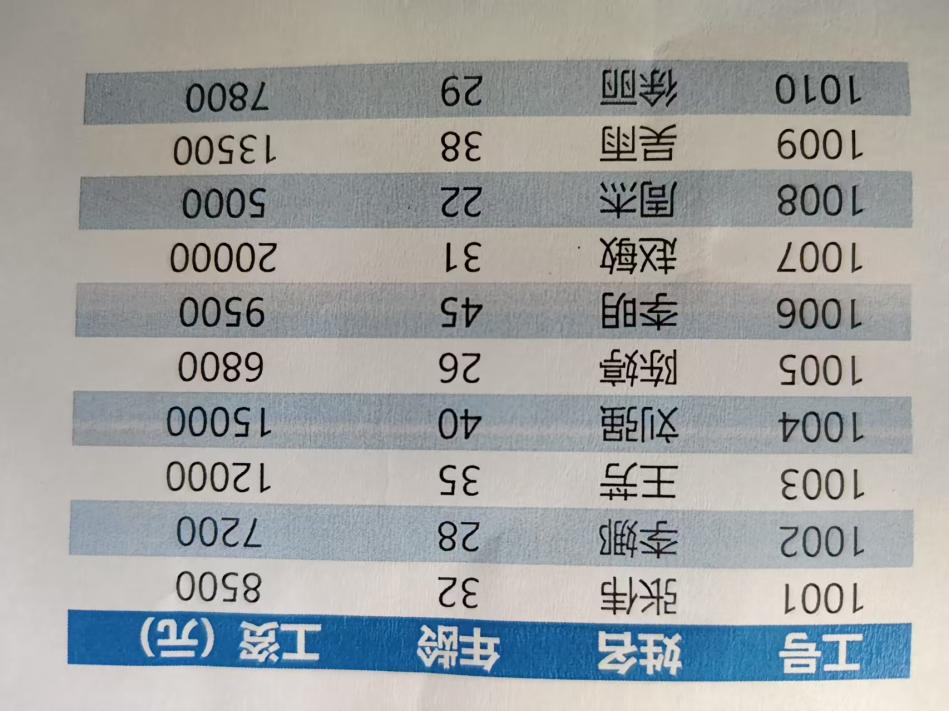 工号 姓名 年龄 工资（元）
1001 张伟 32 8500
1002 李娜 28 7200
1003 王芳 35 12000
1004 刘强 40 15000
1005 陈婷 26 6800
1006 李明 45 9500
1007 赵敏 31 20000
1008 周杰 22 5000
1009 吴雨 38 13500
1010 徐丽 29 7800